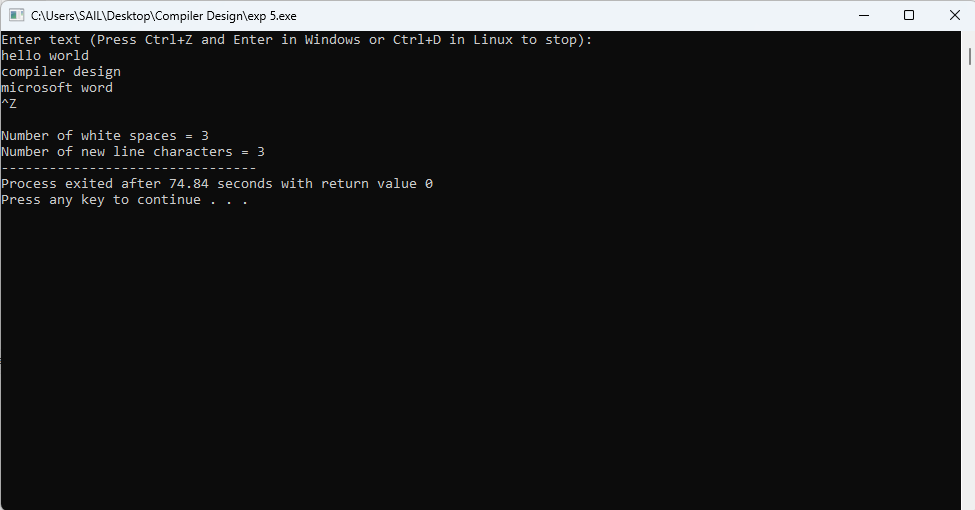 C:\Users\SAIL\Desktop\Compiler Design\exp 5.exe
Enter text (Press Ctrl+Z and Enter in Windows or Ctrl+D in Linux to stop):
hello world
compiler design
microsoft word
^Z
Number of white spaces = 3
Number of new line characters = 3
--------------------------------
Process exited after 74.84 seconds with return value 0
Press any key to continue . . .